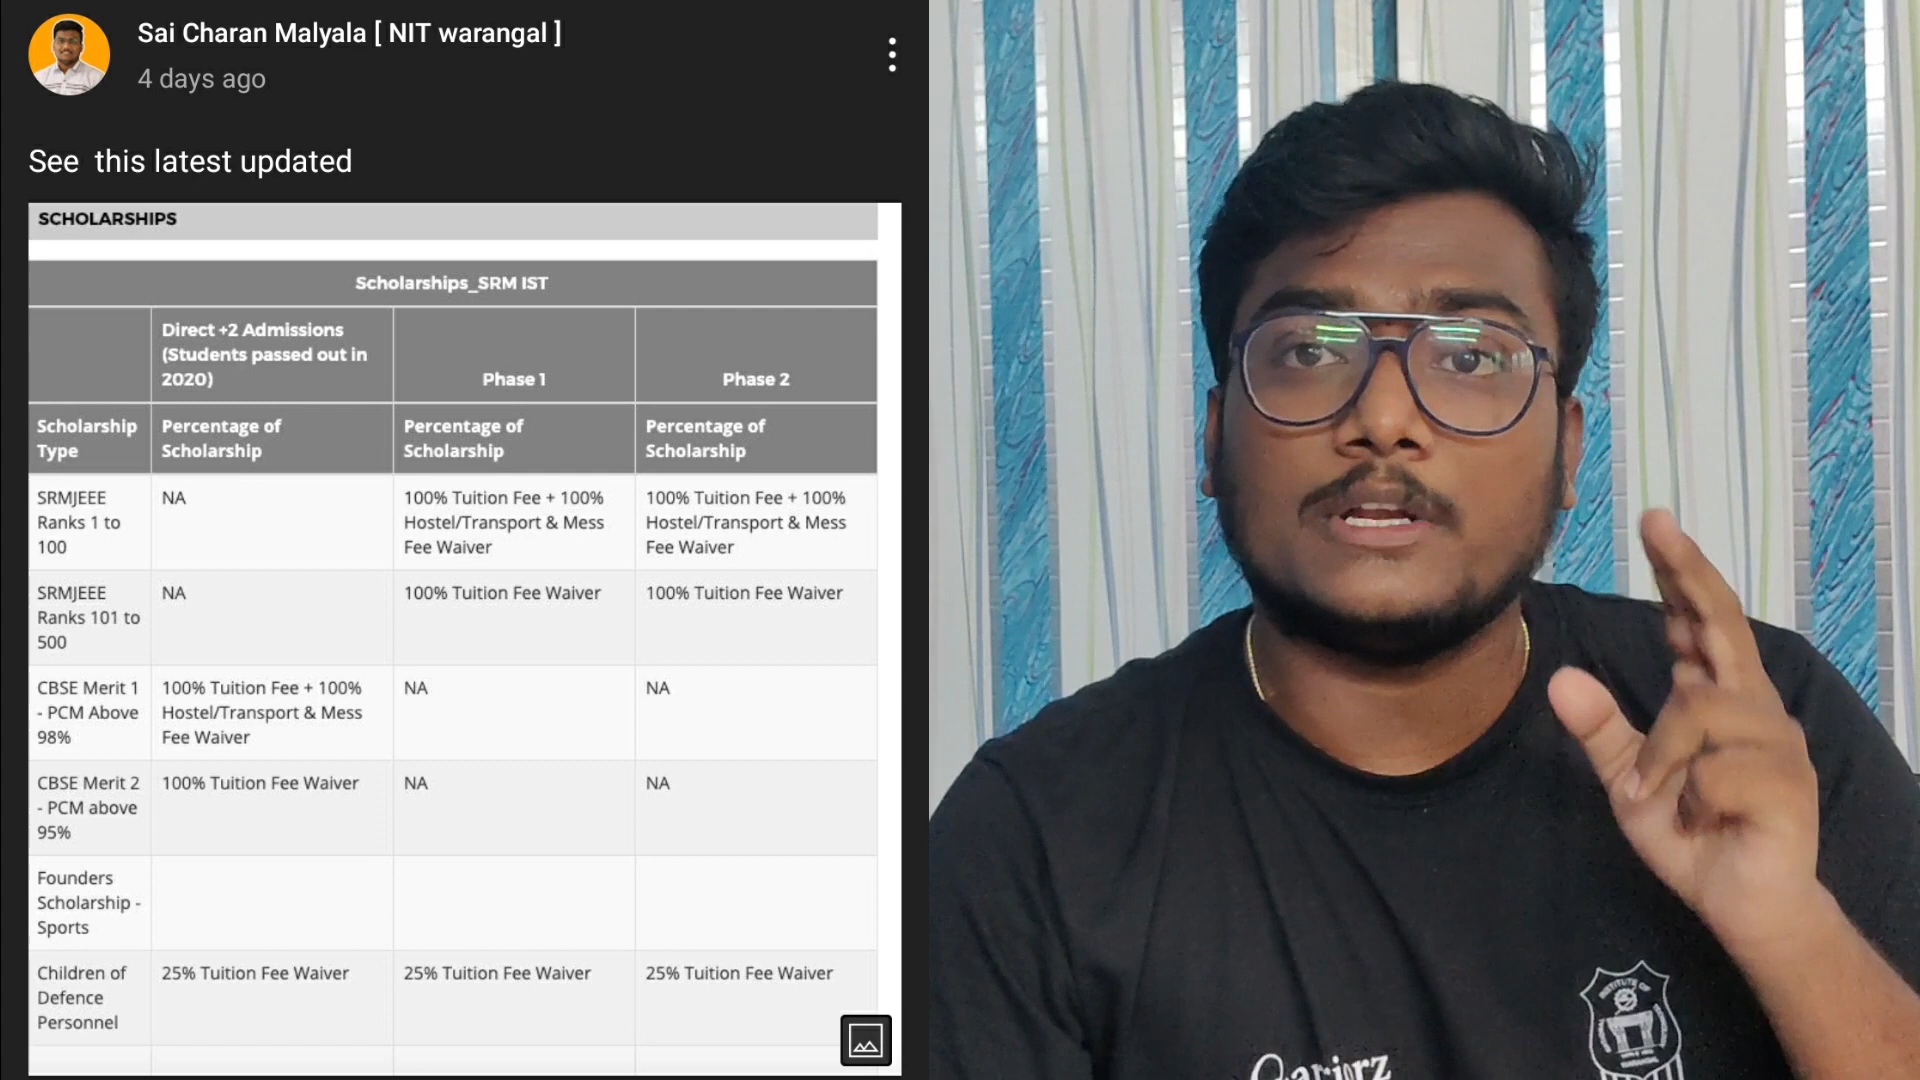 Sai Charan Malyala [ NIT warangal ]
4 days ago
See this latest updated
SCHOLARSHIPS
Scholarships_SRM IST
Direct +2 Admissions
(Students passed out in
2020)
Phase 1
Phase 2
Scholarship
Type
Percentage of
Scholarship
Percentage of
Scholarship
Percentage of
Scholarship
SRMJEEE
Ranks 1 to
100
NA
100% Tuition Fee + 100%
Hostel/Transport & Mess
Fee Waiver
100% Tuition Fee + 100%
Hostel/Transport & Mess
Fee Waiver
SRMJEEE
Ranks 101 to
500
NA
100% Tuition Fee Waiver
100% Tuition Fee Waiver
CBSE Merit 1
- PCM Above
98%
100% Tuition Fee + 100%
Hostel/Transport & Mess
Fee Waiver
NA
NA
CBSE Merit 2
- PCM above
95%
100% Tuition Fee Waiver
NA
NA
Founders
Scholarship -
Sports
Children of
Defence
Personnel
25% Tuition Fee Waiver
25% Tuition Fee Waiver
25% Tuition Fee Waiver
INSTITUTE OF